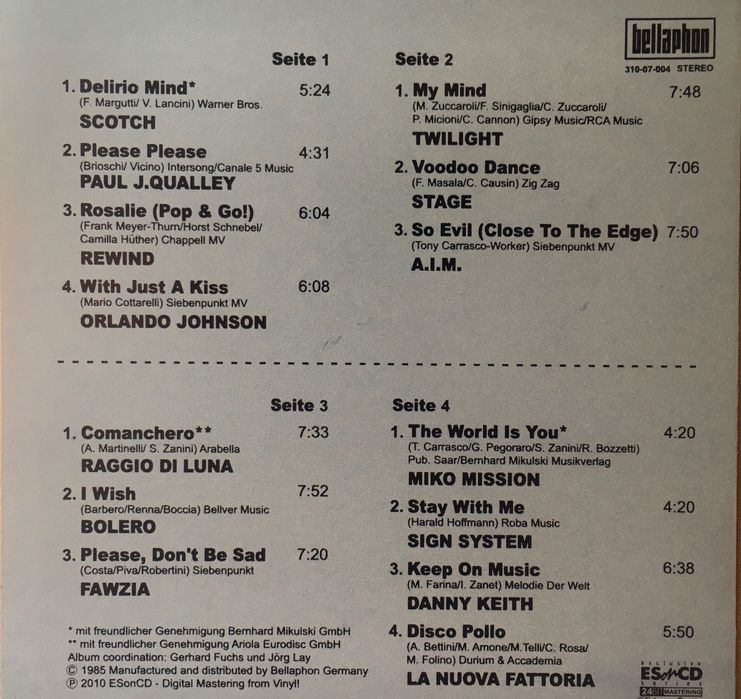 bellaphon
310-07-004 STEREO
Seite 1
1. Delirio Mind* 5:24
(F. Margutti/ V. Lancini) Warner Bros.
SCOTCH
2. Please Please 4:31
(Brioschi/ Vicino) Intersong/Canale 5 Music
PAUL J.QUALLEY
3. Rosalie (Pop & Go!) 6:04
(Frank Meyer-Thurn/Horst Schnebel/
Camilla Hüther) Chappell MV
REWIND
4. With Just A Kiss 6:08
(Mario Cottarelli) Siebenpunkt MV
ORLANDO JOHNSON
Seite 2
1. My Mind 7:48
(M. Zuccaroli/F. Sinigaglia/C. Zuccaroli/
P. Micioni/C. Cannon) Gipsy Music/RCA Music
TWILIGHT
2. Voodoo Dance 7:06
(F. Masala/C. Causin) Zig Zag
STAGE
3. So Evil (Close To The Edge) 7:50
(Tony Carrasco-Worker) Siebenpunkt MV
A.I.M.
Seite 3
1. Comanchero** 7:33
(A. Martinelli/ S. Zanini) Arabella
RAGGIO DI LUNA
2. I Wish 7:52
(Barbero/Renna/Boccia) Bellver Music
BOLERO
3. Please, Don't Be Sad 7:20
(Costa/Piva/Robertini) Siebenpunkt
FAWZIA
Seite 4
1. The World Is You* 4:20
(T. Carrasco/G. Pegoraro/S. Zanini/R. Bozzetti)
Pub. Saar/Bernhard Mikulski Musikverlag
MIKO MISSION
2. Stay With Me 4:20
(Harald Hoffmann) Roba Music
SIGN SYSTEM
3. Keep On Music 6:38
(M. Farina/I. Zanet) Melodie Der Welt
DANNY KEITH
4. Disco Pollo 5:50
(A. Bettini/M. Amone/M.Telli/C. Rosa/
M. Folino) Durium & Accademia
LA NUOVA FATTORIA
* mit freundlicher Genehmigung Bernhard Mikulski GmbH
** mit freundlicher Genehmigung Ariola Eurodisc GmbH
Album coordination: Gerhard Fuchs und Jörg Lay
© 1985 Manufactured and distributed by Bellaphon Germany
℗ 2010 ESonCD - Digital Mastering from Vinyl!
exclusive
ESonCD
series
24Bit MASTERING